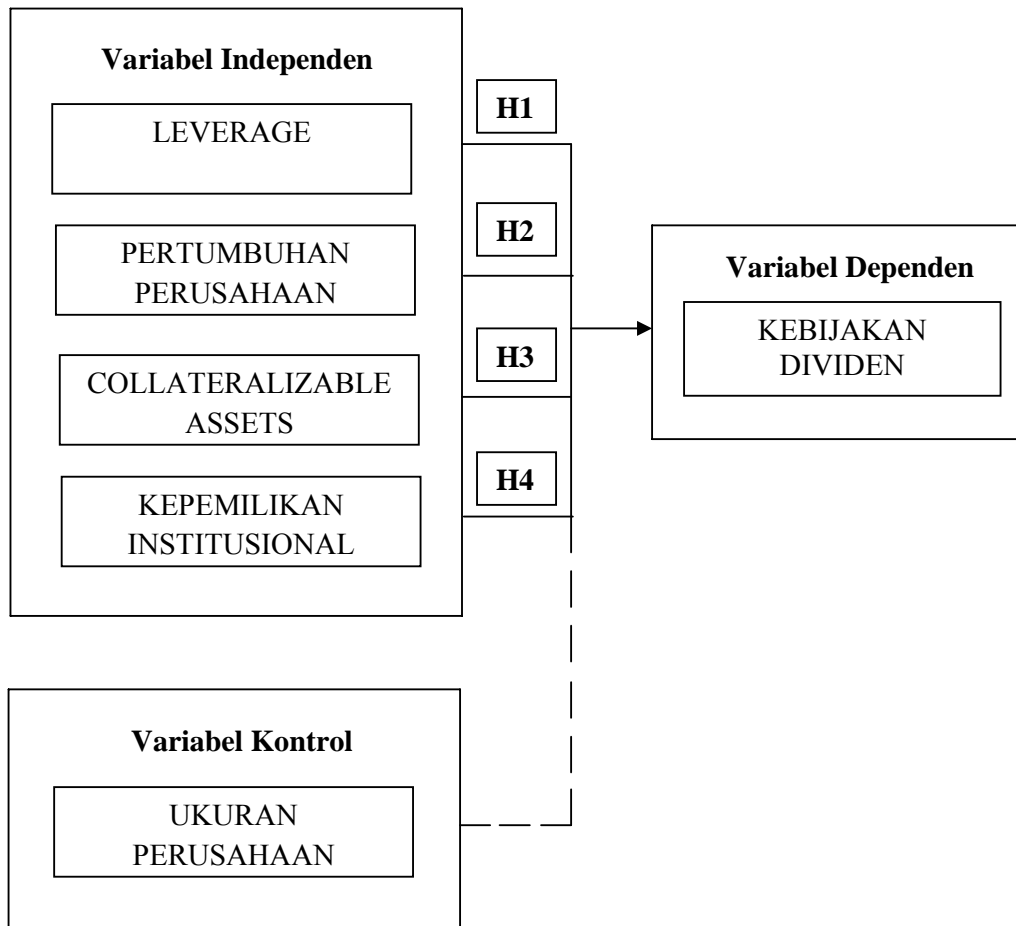 Variabel Independen
LEVERAGE
PERTUMBUHAN
PERUSAHAAN
COLLATERALIZABLE
ASSETS
KEPEMILIKAN
INSTITUSIONAL
H1
H2
H3
H4
Variabel Dependen
KEBIJAKAN
DIVIDEN
Variabel Kontrol
UKURAN
PERUSAHAAN